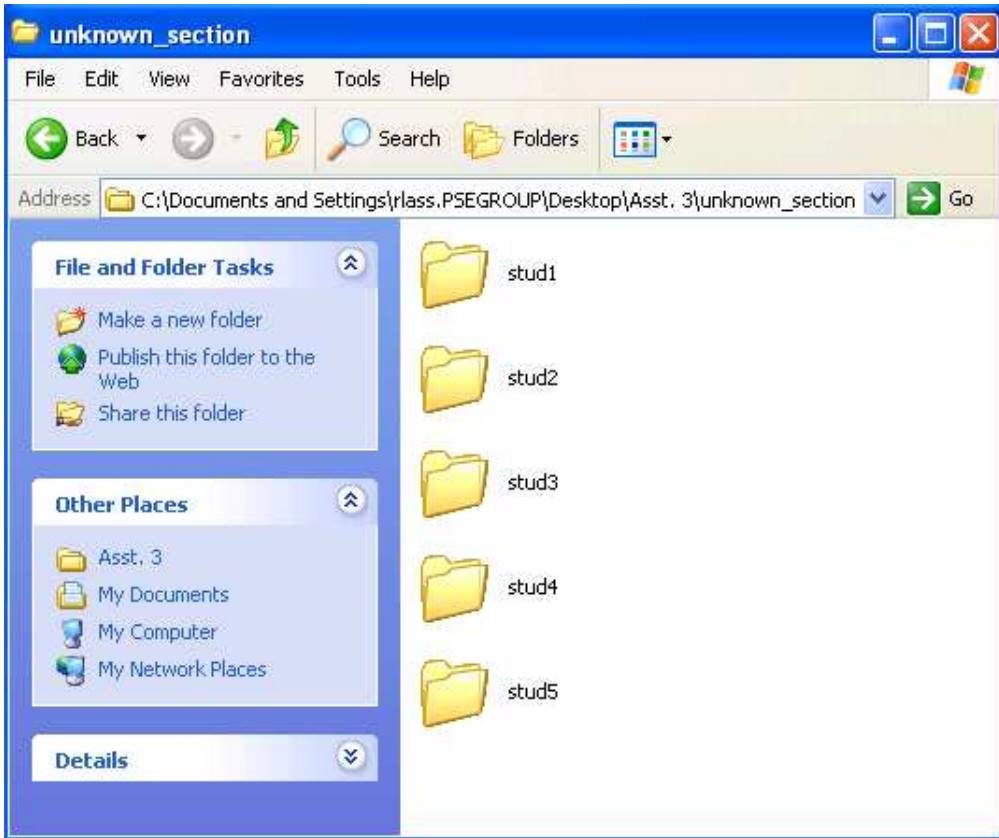 unknown_section
File Edit View Favorites Tools Help
Back Search Folders
Address C:\Documents and Settings\rlass.PSEGROUP\Desktop\Asst. 3\unknown_section Go
File and Folder Tasks
Make a new folder
Publish this folder to the
Web
Share this folder
Other Places
Asst. 3
My Documents
My Computer
My Network Places
Details
stud1
stud2
stud3
stud4
stud5